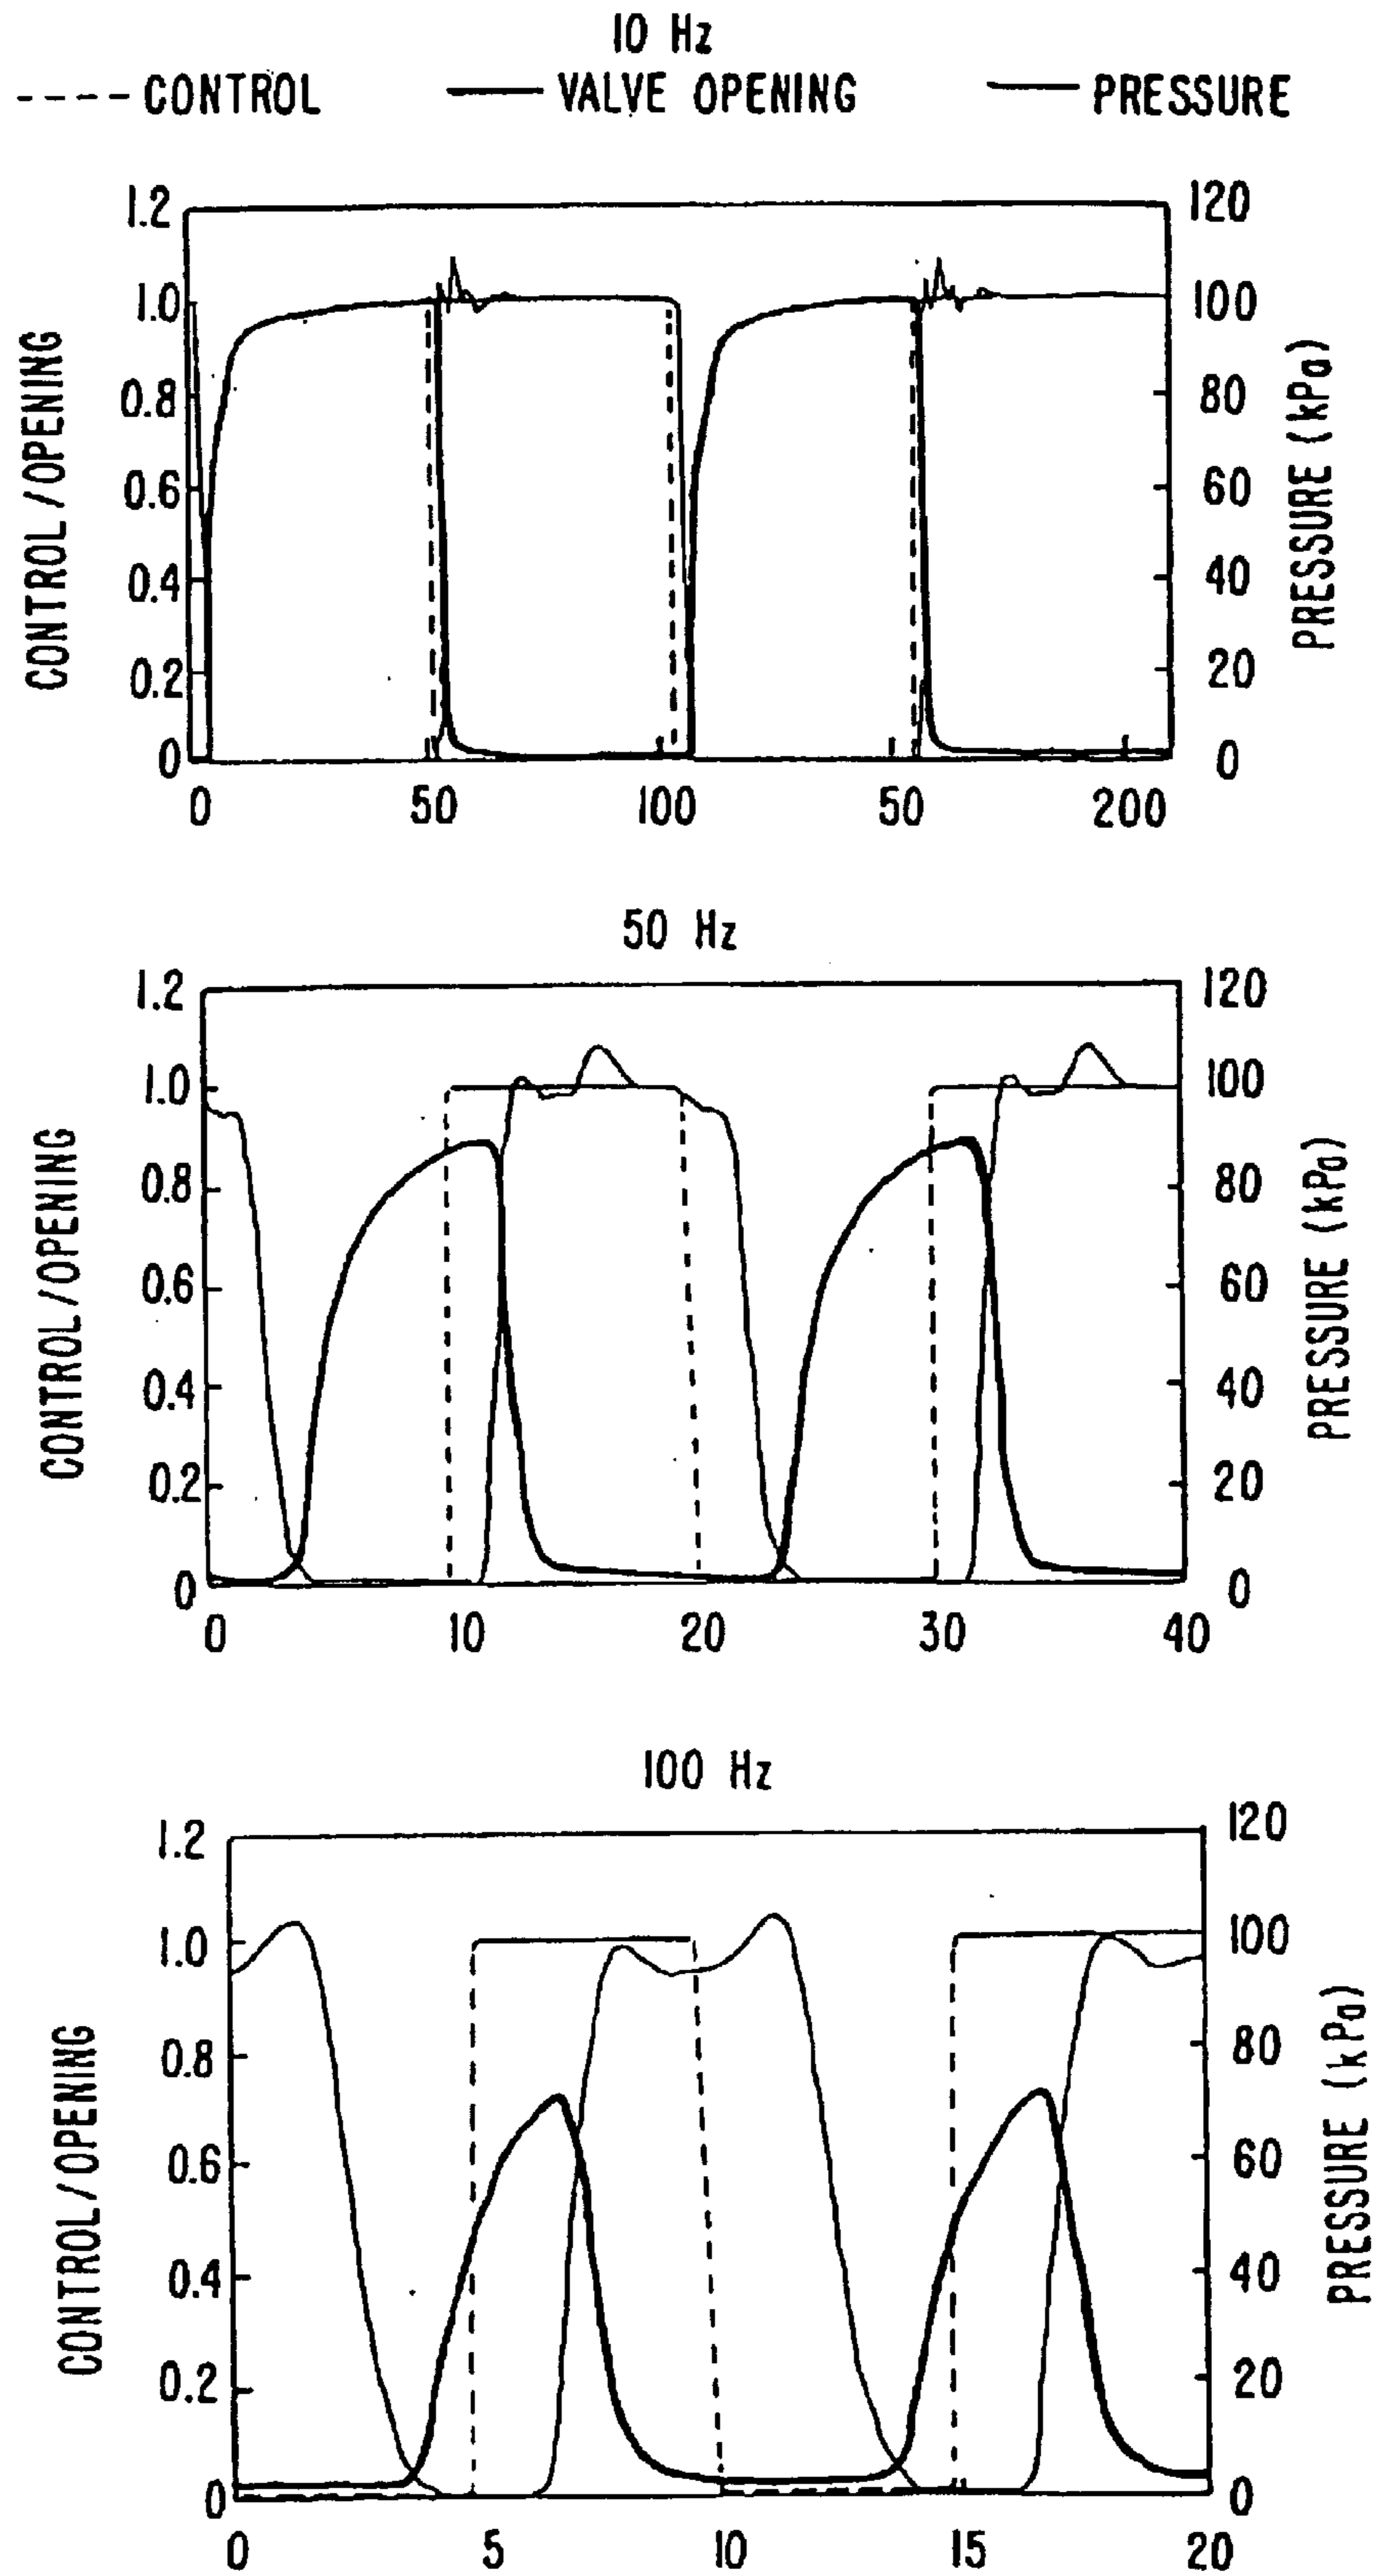 10 Hz
---- CONTROL — VALVE OPENING — PRESSURE
1.2 120
1.0 100
0.8 80
0.6 60
0.4 40
0.2 20
0 0
CONTROL/OPENING
PRESSURE (kPa)
0 50 100 50 200
50 Hz
1.2 120
1.0 100
0.8 80
0.6 60
0.4 40
0.2 20
0 0
CONTROL/OPENING
PRESSURE (kPa)
0 10 20 30 40
100 Hz
1.2 120
1.0 100
0.8 80
0.6 60
0.4 40
0.2 20
0 0
CONTROL/OPENING
PRESSURE (kPa)
0 5 10 15 20